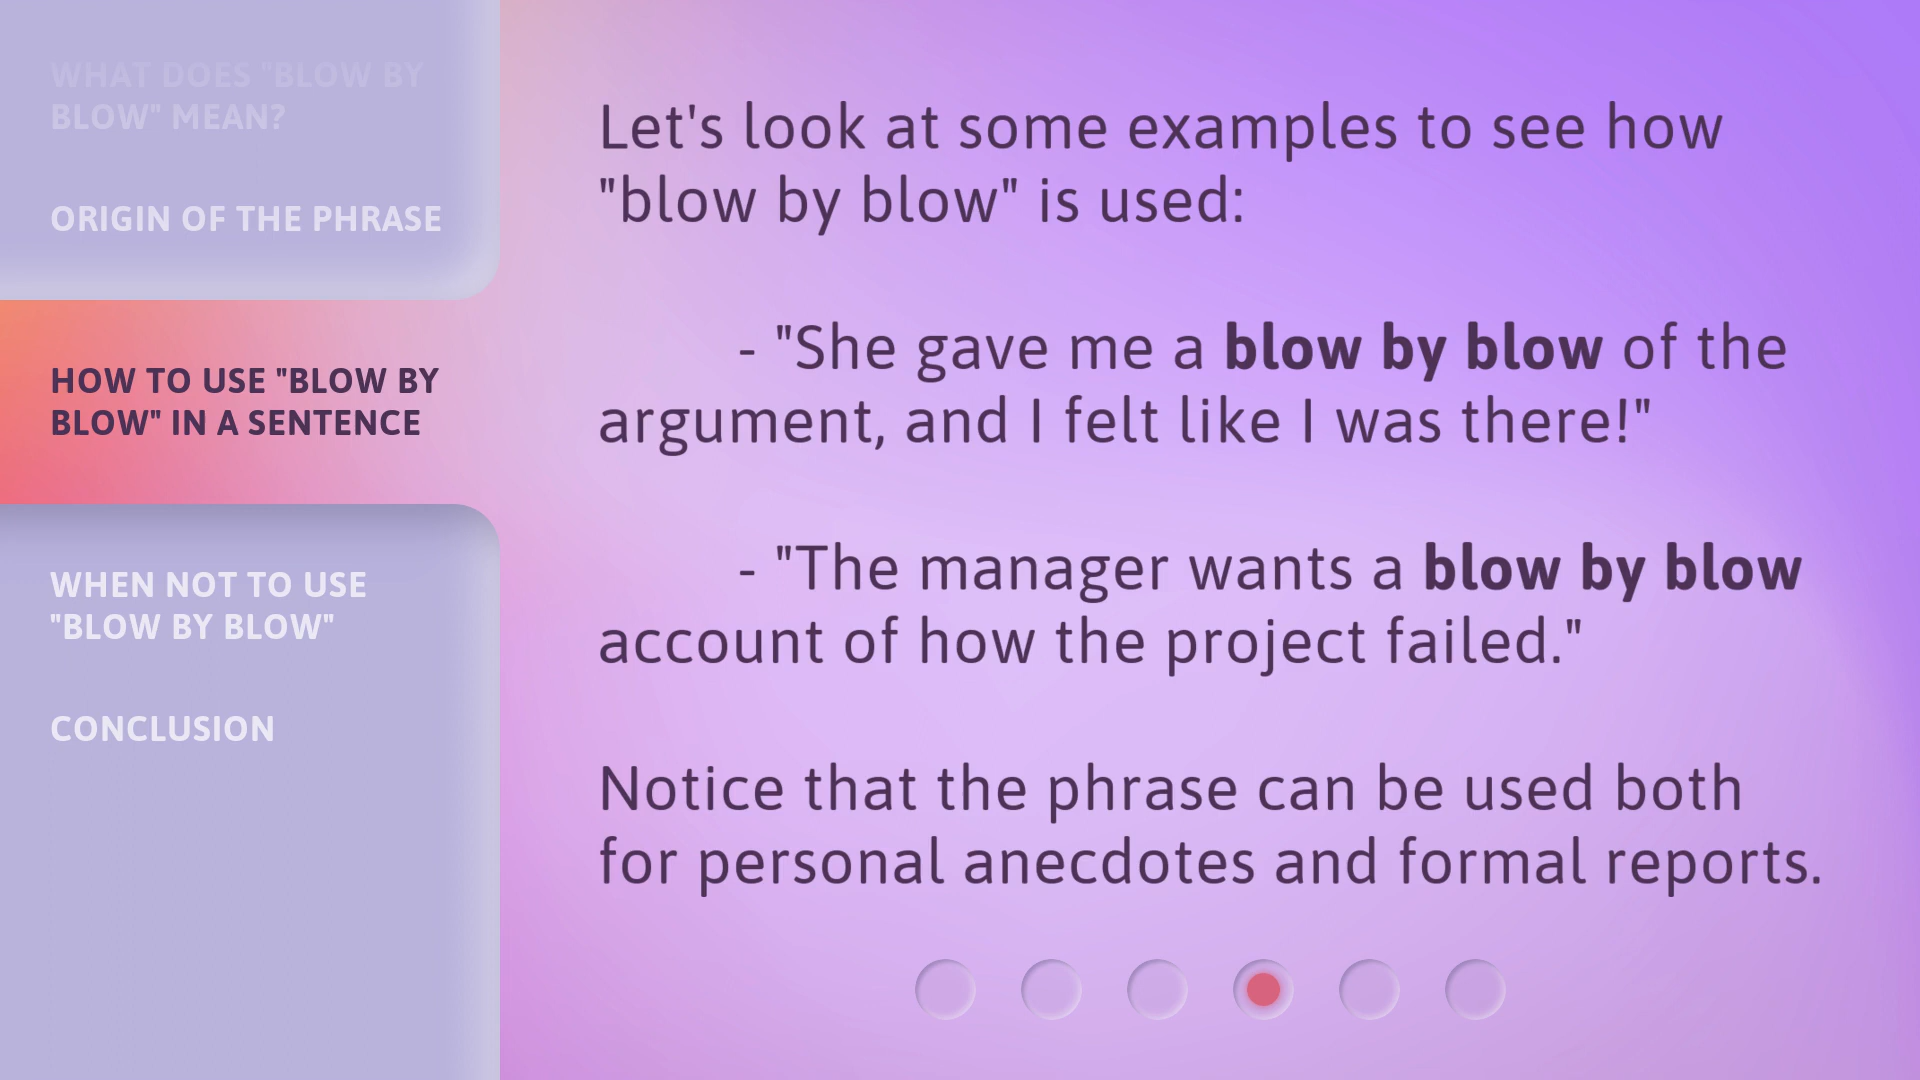 WHAT DOES "BLOW BY
BLOW" MEAN?
ORIGIN OF THE PHRASE
HOW TO USE "BLOW BY
BLOW" IN A SENTENCE
WHEN NOT TO USE
"BLOW BY BLOW"
CONCLUSION
Let's look at some examples to see how
"blow by blow" is used:
- "She gave me a blow by blow of the
argument, and I felt like I was there!"
- "The manager wants a blow by blow
account of how the project failed."
Notice that the phrase can be used both
for personal anecdotes and formal reports.